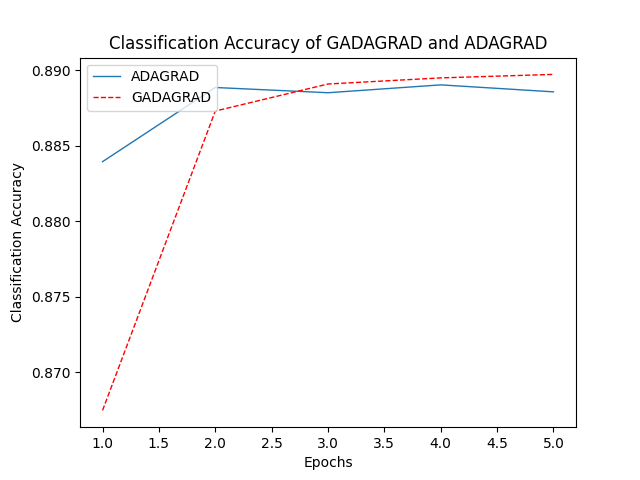 Classification Accuracy of GADAGRAD and ADAGRAD
ADAGRAD
GADAGRAD
0.890
0.885
0.880
0.875
0.870
Classification Accuracy
1.0 1.5 2.0 2.5 3.0 3.5 4.0 4.5 5.0
Epochs